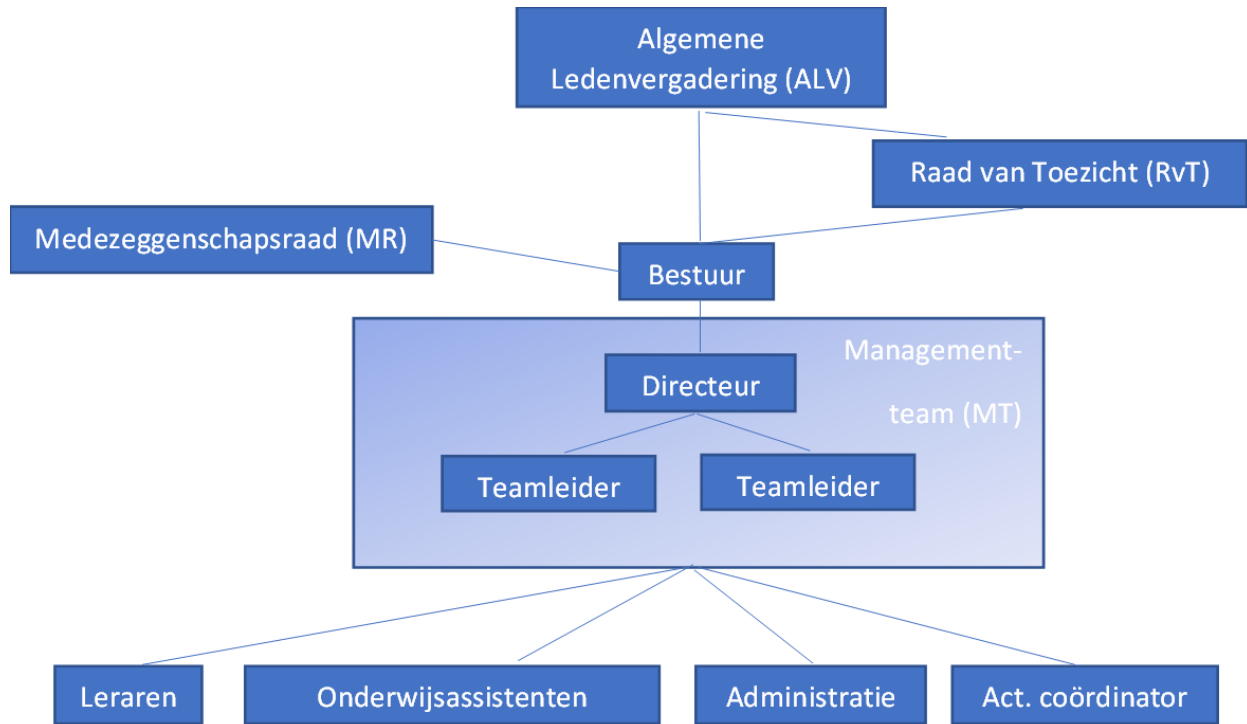 Algemene
Ledenvergadering (ALV)
Raad van Toezicht (RvT)
Medezeggenschapsraad (MR)
Bestuur
Management-
team (MT)
Directeur
Teamleider
Teamleider
Leraren
Onderwijsassistenten
Administratie
Act. coördinator